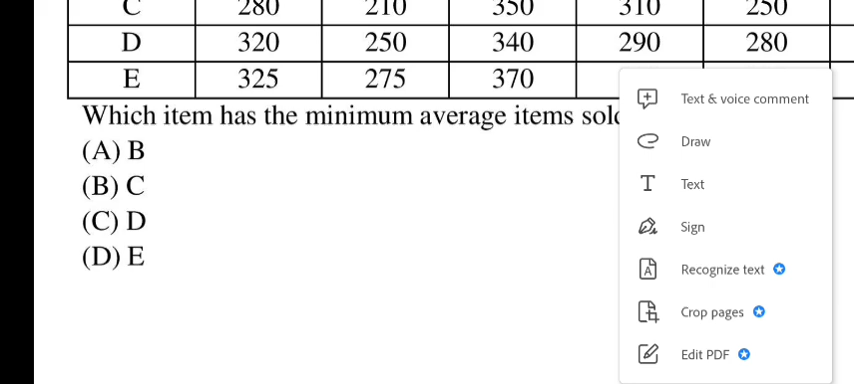 C 280 210 350 310 250
D 320 250 340 290 280
E 325 275 370
Which item has the minimum average items
(A) B
(B) C
(C) D
(D) E
Text & voice comment
Draw
Text
Sign
Recognize text
Crop pages
Edit PDF